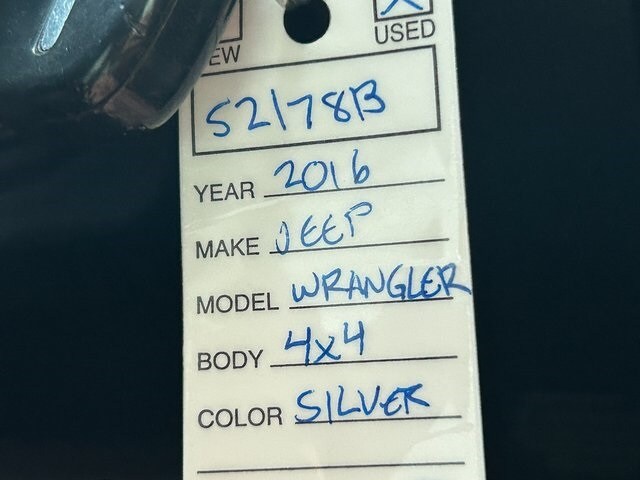 EW USED
52178B
YEAR 2016
MAKE JEEP
MODEL WRANGLER
BODY 4x4
COLOR SILVER